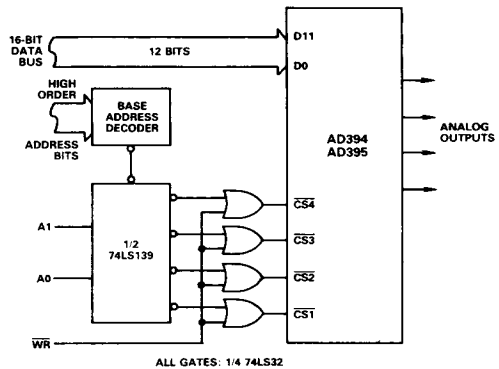 16-BIT
DATA
BUS
12 BITS
D11
D0
HIGH
ORDER
ADDRESS
BITS
BASE
ADDRESS
DECODER
AD394
AD395
ANALOG
OUTPUTS
A1
A0
1/2
74LS139
CS4
CS3
CS2
CS1
WR
ALL GATES: 1/4 74LS32